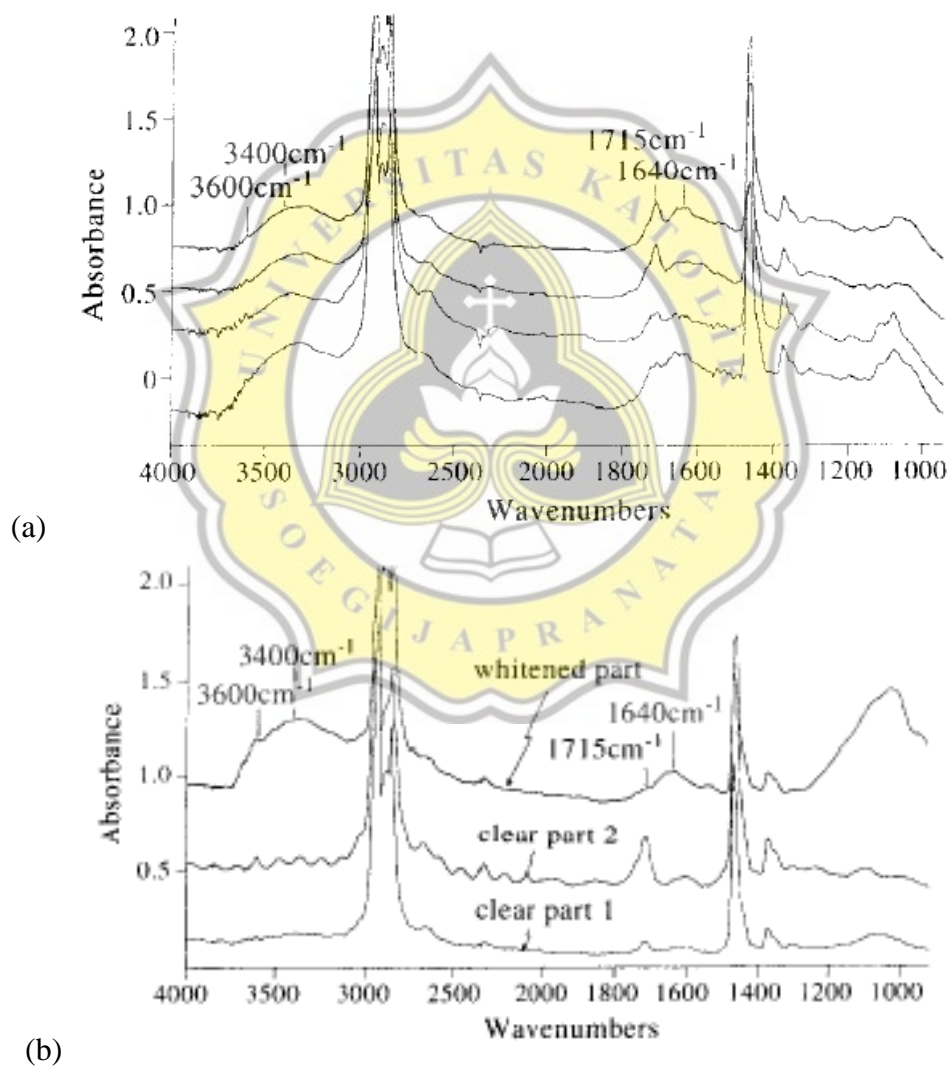 2.0
1.5
1.0
0.5
0
Absorbance
3400cm⁻¹
3600cm⁻¹
1715cm⁻¹
1640cm⁻¹
4000 3500 3000 2500 2000 1800 1600 1400 1200 1000
Wavenumbers
(a)
UNIVERSITAS KATOLIK
SOEGIJAPRANATA
2.0
1.5
1.0
0.5
Absorbance
3400cm⁻¹
3600cm⁻¹
whitened part
1640cm⁻¹
1715cm⁻¹
clear part 2
clear part 1
4000 3500 3000 2500 2000 1800 1600 1400 1200 1000
Wavenumbers
(b)